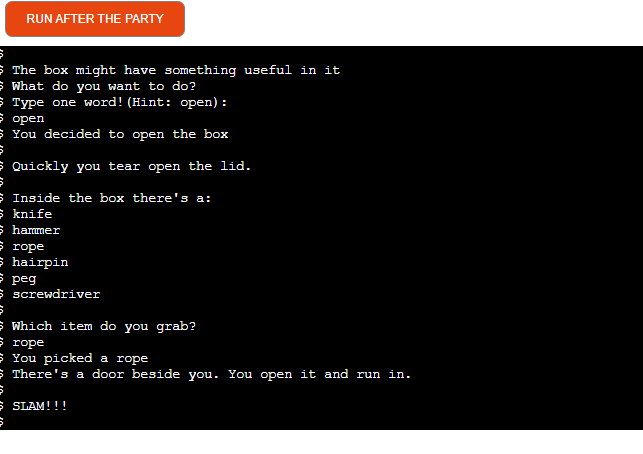 RUN AFTER THE PARTY
$
$ The box might have something useful in it
$ What do you want to do?
$ Type one word!(Hint: open):
$ open
$ You decided to open the box
$
$ Quickly you tear open the lid.
$
$ Inside the box there's a:
$ knife
$ hammer
$ rope
$ hairpin
$ peg
$ screwdriver
$
$ Which item do you grab?
$ rope
$ You picked a rope
$ There's a door beside you. You open it and run in.
$
$ SLAM!!!
$